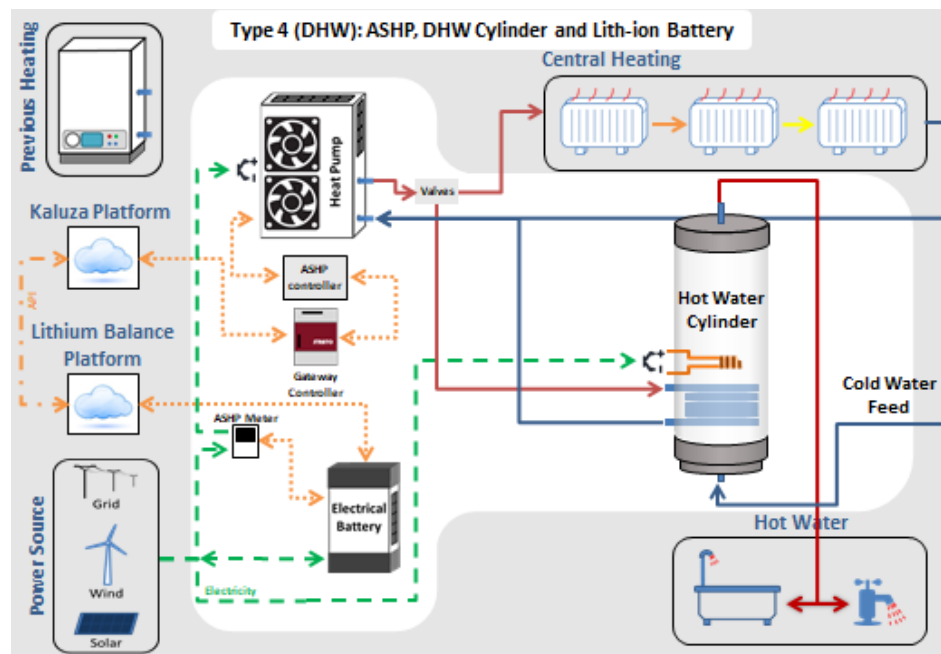 Type 4 (DHW): ASHP, DHW Cylinder and Lith-ion Battery
Previous Heating
Central Heating
Heat Pump
Valves
Kaluza Platform
API
ASHP
controller
Hot Water
Cylinder
Lithium Balance
Platform
Gateway
Controller
Cold Water
Feed
ASHP Meter
Electrical
Battery
Power Source
Grid
Wind
Solar
Electricity
Hot Water